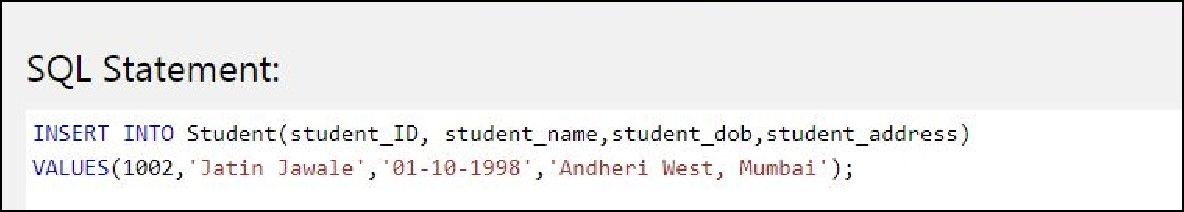 SQL Statement:
INSERT INTO Student(student_ID, student_name,student_dob,student_address)
VALUES(1002,'Jatin Jawale','01-10-1998','Andheri West, Mumbai');